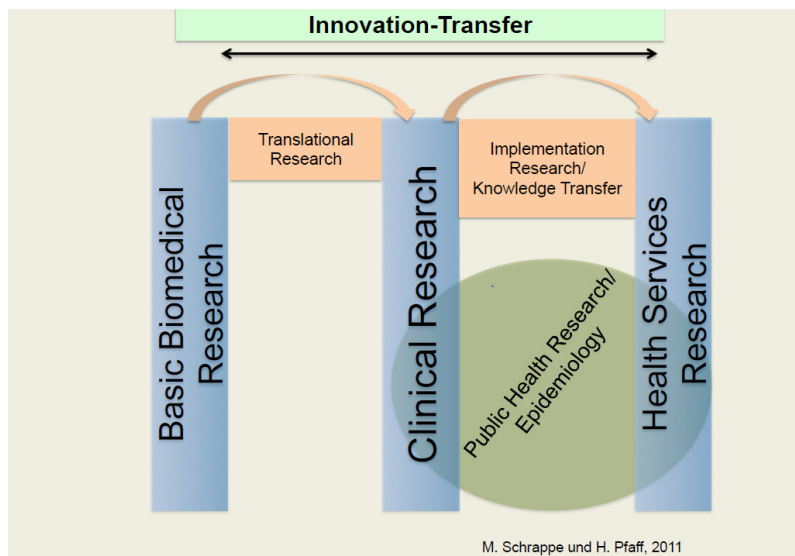 Innovation-Transfer
Translational
Research
Implementation
Research/
Knowledge Transfer
Basic Biomedical
Research
Clinical Research
Public Health Research/
Epidemiology
Health Services
Research
M. Schrappe und H. Pfaff, 2011